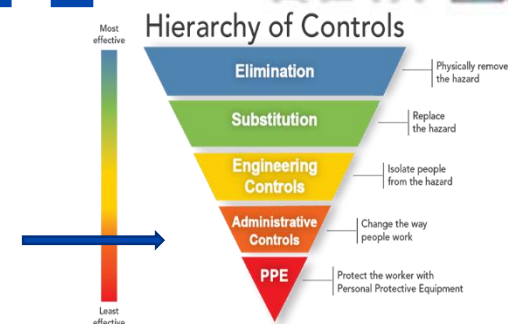 Hierarchy of Controls
Most
effective
Elimination
Physically remove
the hazard
Substitution
Replace
the hazard
Engineering
Controls
Isolate people
from the hazard
Administrative
Controls
Change the way
people work
PPE
Protect the worker with
Personal Protective Equipment
Least
effective